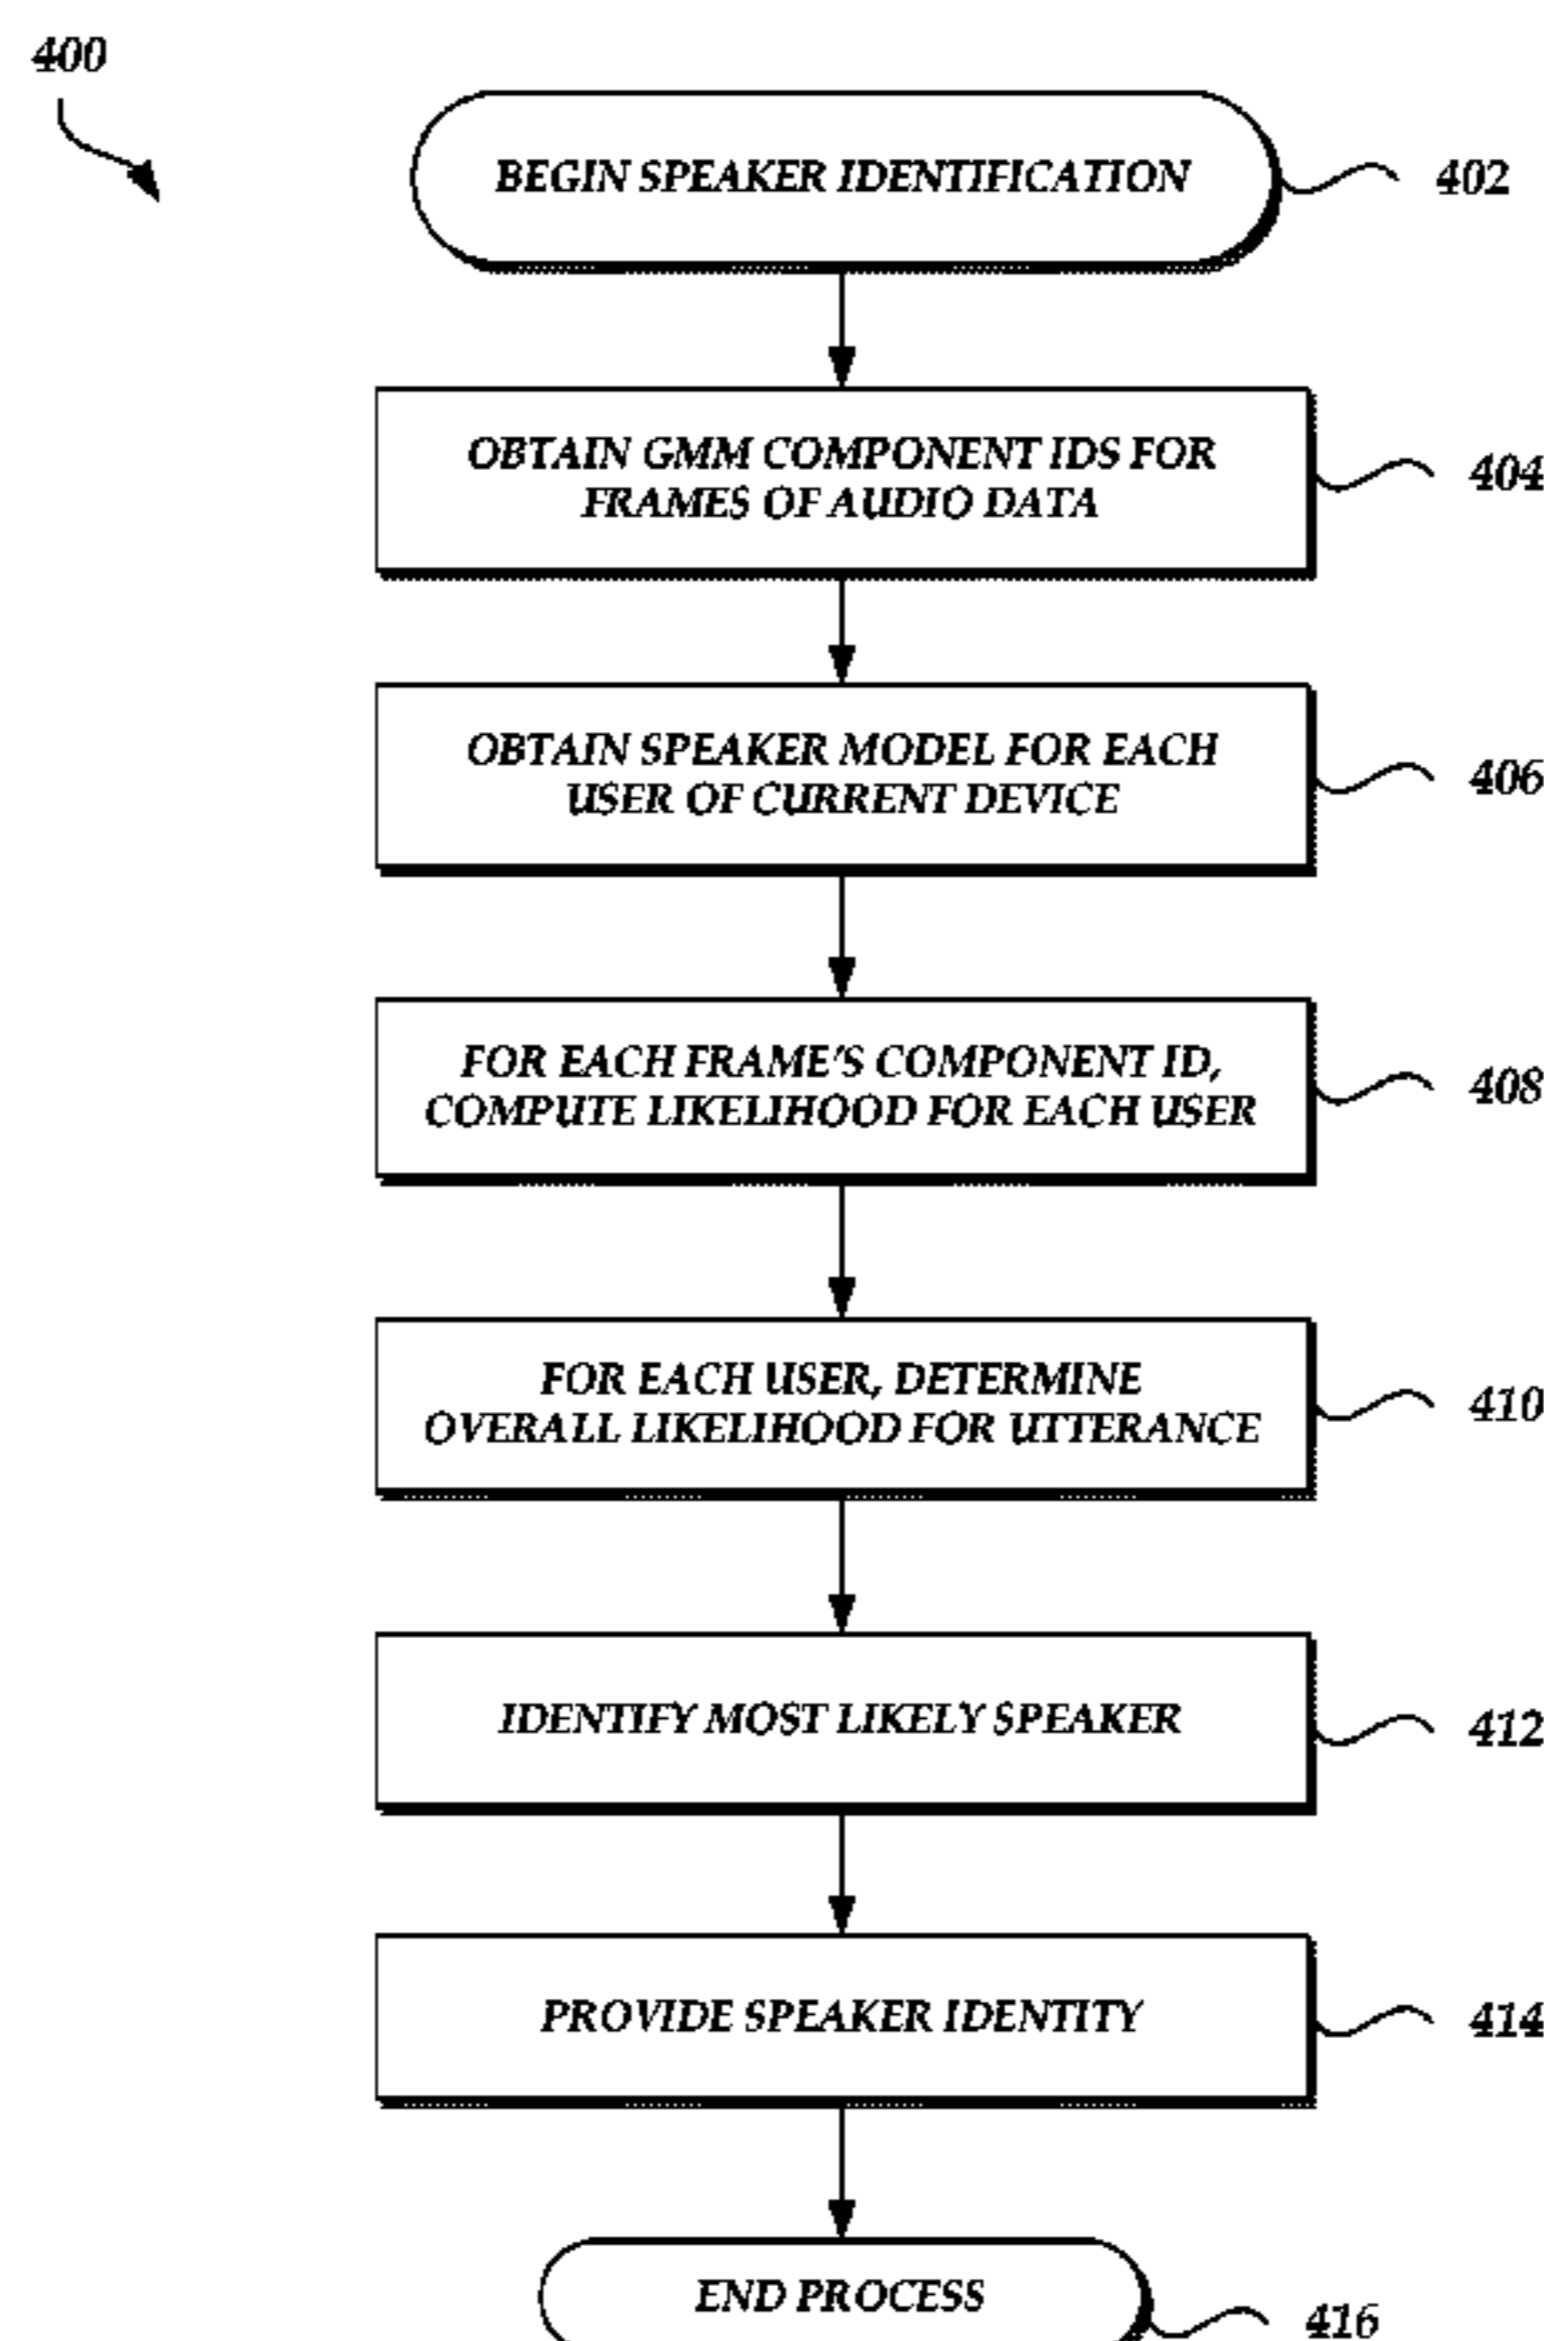 400
BEGIN SPEAKER IDENTIFICATION
402
OBTAIN GMM COMPONENT IDS FOR
FRAMES OF AUDIO DATA
404
OBTAIN SPEAKER MODEL FOR EACH
USER OF CURRENT DEVICE
406
FOR EACH FRAME'S COMPONENT ID,
COMPUTE LIKELIHOOD FOR EACH USER
408
FOR EACH USER, DETERMINE
OVERALL LIKELIHOOD FOR UTTERANCE
410
IDENTIFY MOST LIKELY SPEAKER
412
PROVIDE SPEAKER IDENTITY
414
END PROCESS
416